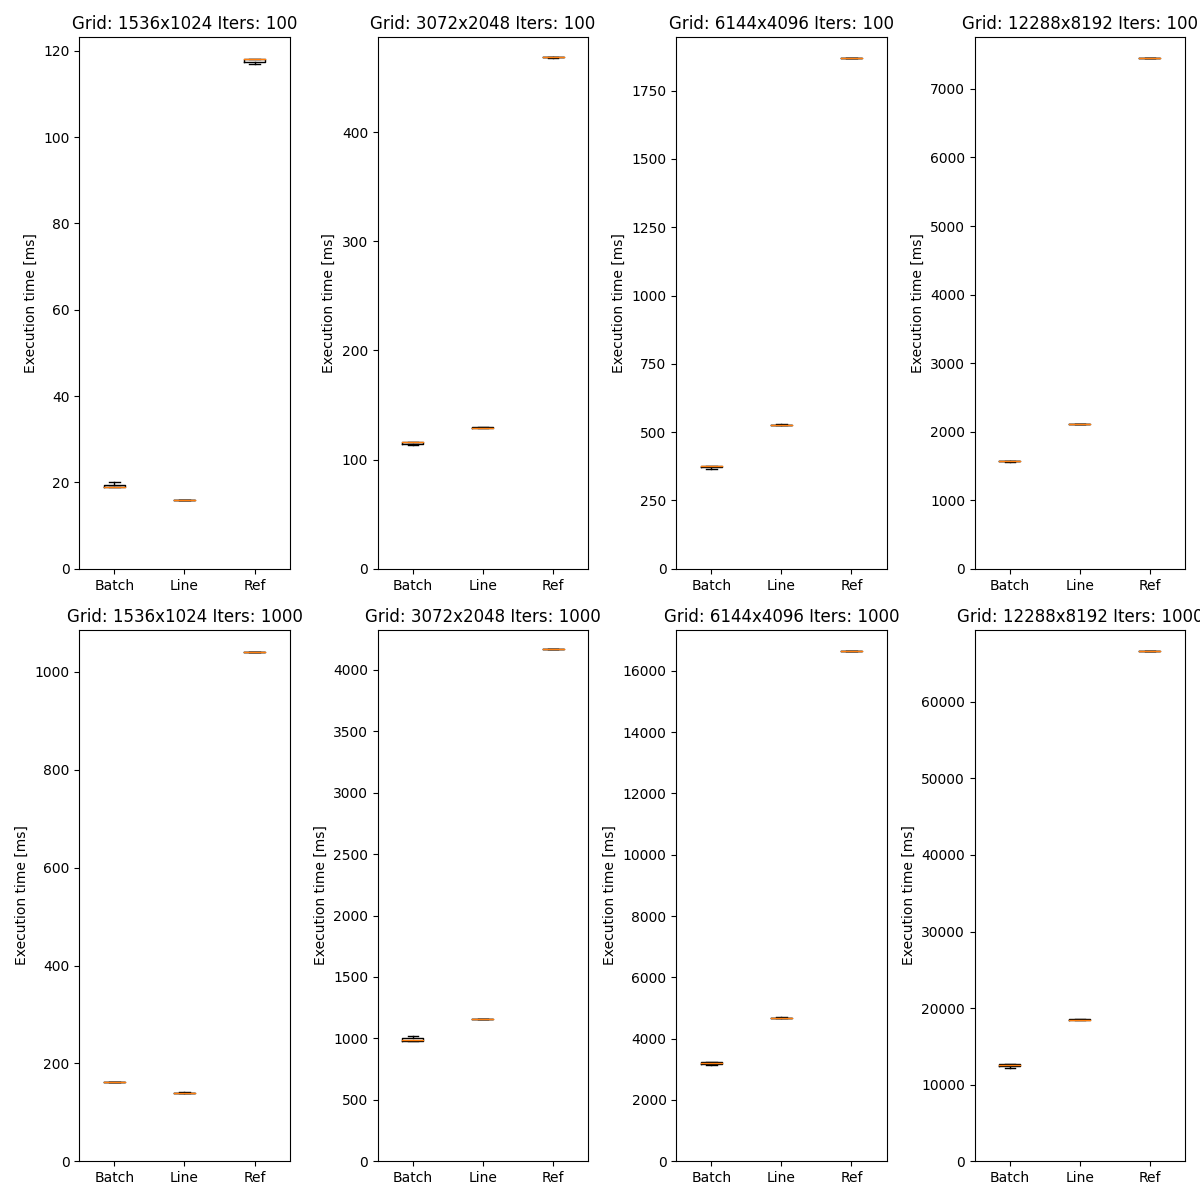 Grid: 1536x1024 Iters: 100
120
100
80
60
40
20
0
Execution time [ms]
Batch Line Ref
Grid: 3072x2048 Iters: 100
400
300
200
100
0
Execution time [ms]
Batch Line Ref
Grid: 6144x4096 Iters: 100
1750
1500
1250
1000
750
500
250
0
Execution time [ms]
Batch Line Ref
Grid: 12288x8192 Iters: 100
7000
6000
5000
4000
3000
2000
1000
0
Execution time [ms]
Batch Line Ref
Grid: 1536x1024 Iters: 1000
1000
800
600
400
200
0
Execution time [ms]
Batch Line Ref
Grid: 3072x2048 Iters: 1000
4000
3500
3000
2500
2000
1500
1000
500
0
Execution time [ms]
Batch Line Ref
Grid: 6144x4096 Iters: 1000
16000
14000
12000
10000
8000
6000
4000
2000
0
Execution time [ms]
Batch Line Ref
Grid: 12288x8192 Iters: 1000
60000
50000
40000
30000
20000
10000
0
Execution time [ms]
Batch Line Ref